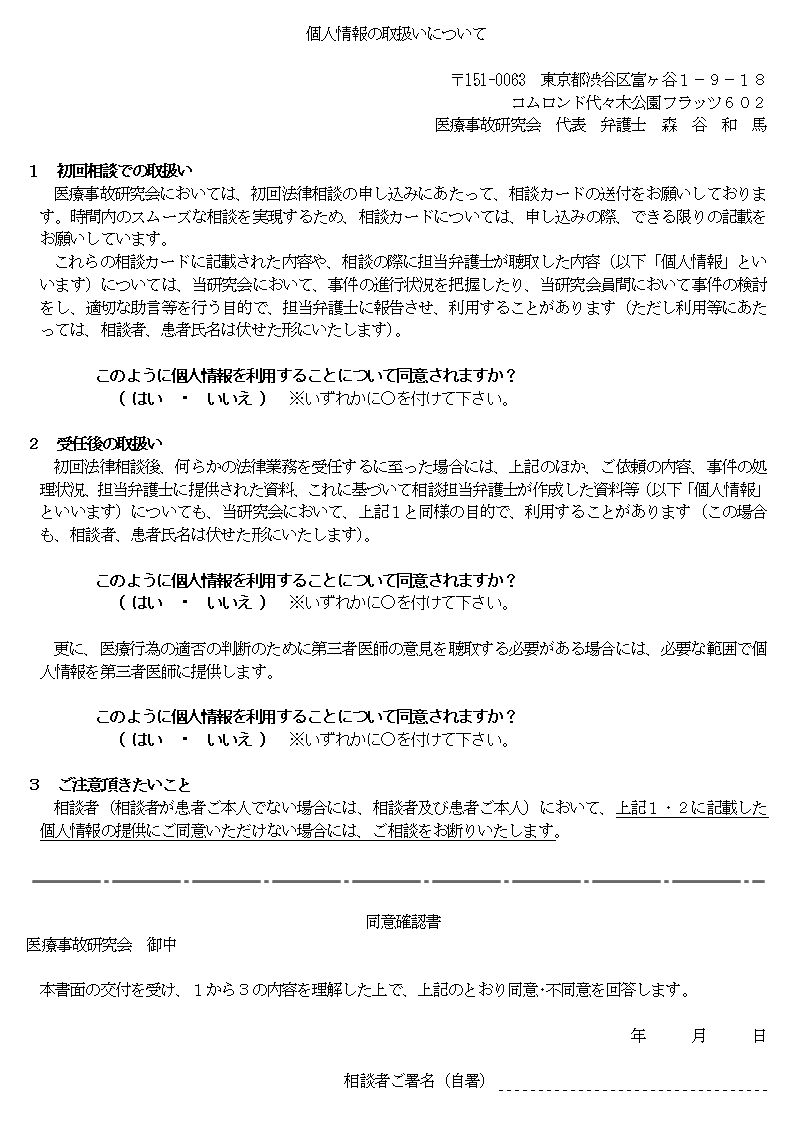 個人情報の取扱いについて
〒151-0063　東京都渋谷区富ヶ谷１－９－１８
コムロンド代々木公園フラッツ６０２
医療事故研究会　代表　弁護士　森　谷　和　馬
１　初回相談での取扱い
医療事故研究会においては、初回法律相談の申し込みにあたって、相談カードの送付をお願いしておりま
す。時間内のスムーズな相談を実現するため、相談カードについては、申し込みの際、できる限りの記載を
お願いしています。
これらの相談カードに記載された内容や、相談の際に担当弁護士が聴取した内容（以下「個人情報」とい
います）については、当研究会において、事件の進行状況を把握したり、当研究会員間において事件の検討
をし、適切な助言等を行う目的で、担当弁護士に報告させ、利用することがあります（ただし利用等にあた
っては、相談者、患者氏名は伏せた形にいたします）。
このように個人情報を利用することについて同意されますか？
（ はい　・　いいえ ）　※いずれかに○を付けて下さい。
２　受任後の取扱い
初回法律相談後、何らかの法律業務を受任するに至った場合には、上記のほか、ご依頼の内容、事件の処
理状況、担当弁護士に提供された資料、これに基づいて相談担当弁護士が作成した資料等（以下「個人情報」
といいます）についても、当研究会において、上記１と同様の目的で、利用することがあります（この場合
も、相談者、患者氏名は伏せた形にいたします）。
このように個人情報を利用することについて同意されますか？
（ はい　・　いいえ ）　※いずれかに○を付けて下さい。
更に、医療行為の適否の判断のために第三者医師の意見を聴取する必要がある場合には、必要な範囲で個
人情報を第三者医師に提供します。
このように個人情報を利用することについて同意されますか？
（ はい　・　いいえ ）　※いずれかに○を付けて下さい。
３　ご注意頂きたいこと
相談者（相談者が患者ご本人でない場合には、相談者及び患者ご本人）において、上記１・２に記載した
個人情報の提供にご同意いただけない場合には、ご相談をお断りいたします。
同意確認書
医療事故研究会　御中
本書面の交付を受け、１から３の内容を理解した上で、上記のとおり同意・不同意を回答します。
年　　　月　　　日
相談者ご署名（自署）